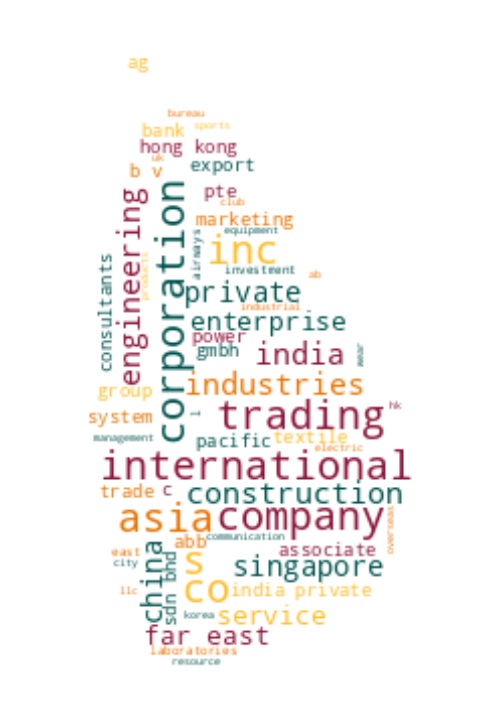 ag
bureau
bank sports
hong kong
uk
export
b v
pte
club
engineering
corporation
marketing
equipment
airways
inc
consultants
products
investment
ab
private
industrial
enterprise
power
gmbh
india
wear
industries
group
trading
hk
system
l
management
pacific textile
electric
international
trade c construction
asia company
overseas
communication
abb
associate
east
city
china
sdn bhd
s
singapore
llc
co india private
korea service
far east
laboratories
resource